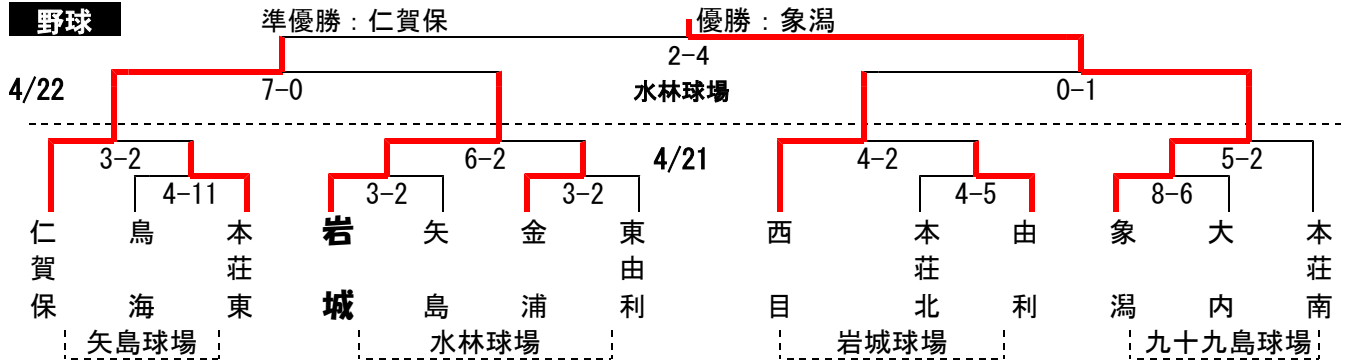 野球
準優勝：仁賀保
優勝：象潟
2-4
4/22
7-0
水林球場
0-1
3-2
6-2
4/21
4-2
5-2
4-11
3-2
3-2
4-5
8-6
仁賀保
鳥海
本荘東
岩城
矢島
金浦
東由利
西目
本荘北
由利
象潟
大内
本荘南
矢島球場
水林球場
岩城球場
九十九島球場